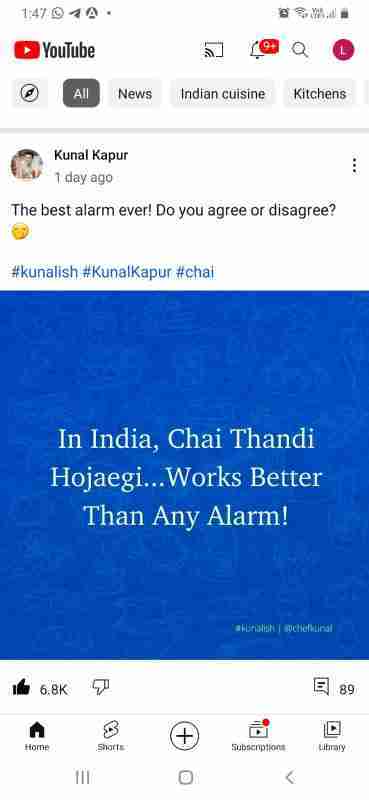 1:47
YouTube
9+
L
All News Indian cuisine Kitchens
Kunal Kapur
1 day ago
The best alarm ever! Do you agree or disagree?
#kunalish #KunalKapur #chai
In India, Chai Thandi
Hojaegi...Works Better
Than Any Alarm!
#kunalish | @chefkunal
6.8K
89
Home Shorts Subscriptions Library